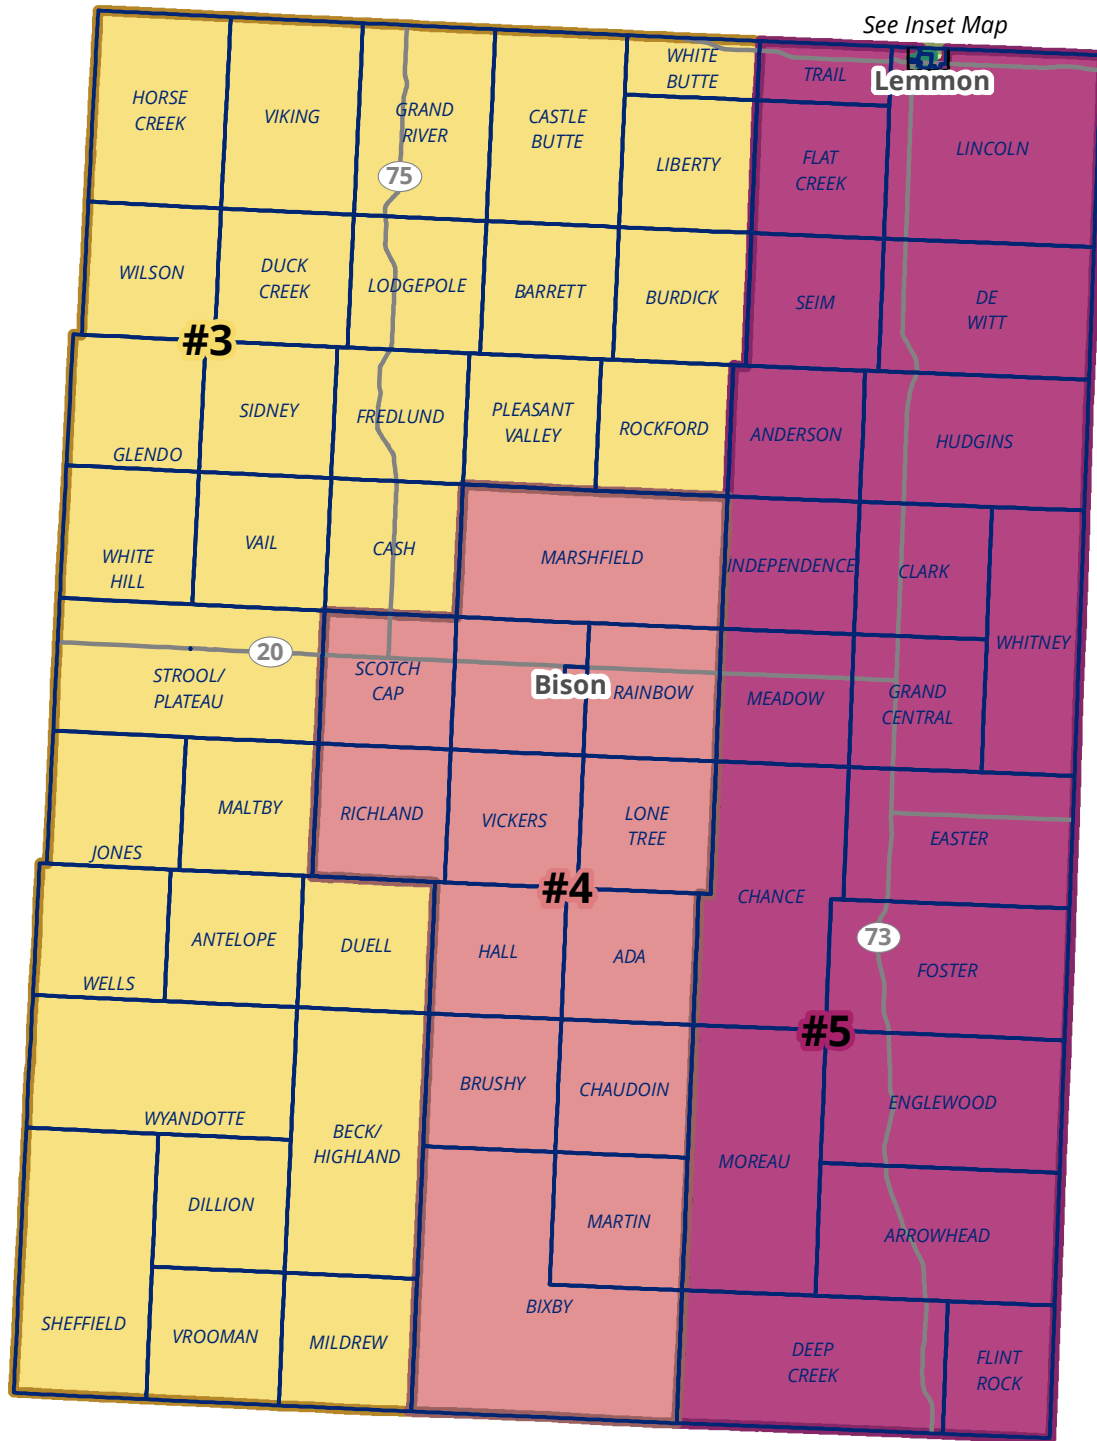 See Inset Map
Lemmon
WHITE
BUTTE
TRAIL
HORSE
CREEK
VIKING
GRAND
RIVER
CASTLE
BUTTE
LIBERTY
FLAT
CREEK
LINCOLN
75
WILSON
DUCK
CREEK
LODGEPOLE
BARRETT
BURDICK
SEIM
DE
WITT
#3
GLENDO
SIDNEY
FREDLUND
PLEASANT
VALLEY
ROCKFORD
ANDERSON
HUDGINS
WHITE
HILL
VAIL
CASH
MARSHFIELD
INDEPENDENCE
CLARK
WHITNEY
20
STROOL/
PLATEAU
SCOTCH
CAP
Bison
RAINBOW
MEADOW
GRAND
CENTRAL
JONES
MALTBY
RICHLAND
VICKERS
LONE
TREE
EASTER
#4
CHANCE
WELLS
ANTELOPE
DUELL
HALL
ADA
73
FOSTER
#5
WYANDOTTE
BECK/
HIGHLAND
BRUSHY
CHAUDOIN
MOREAU
ENGLEWOOD
DILLION
MARTIN
ARROWHEAD
SHEFFIELD
VROOMAN
MILDREW
BIXBY
DEEP
CREEK
FLINT
ROCK